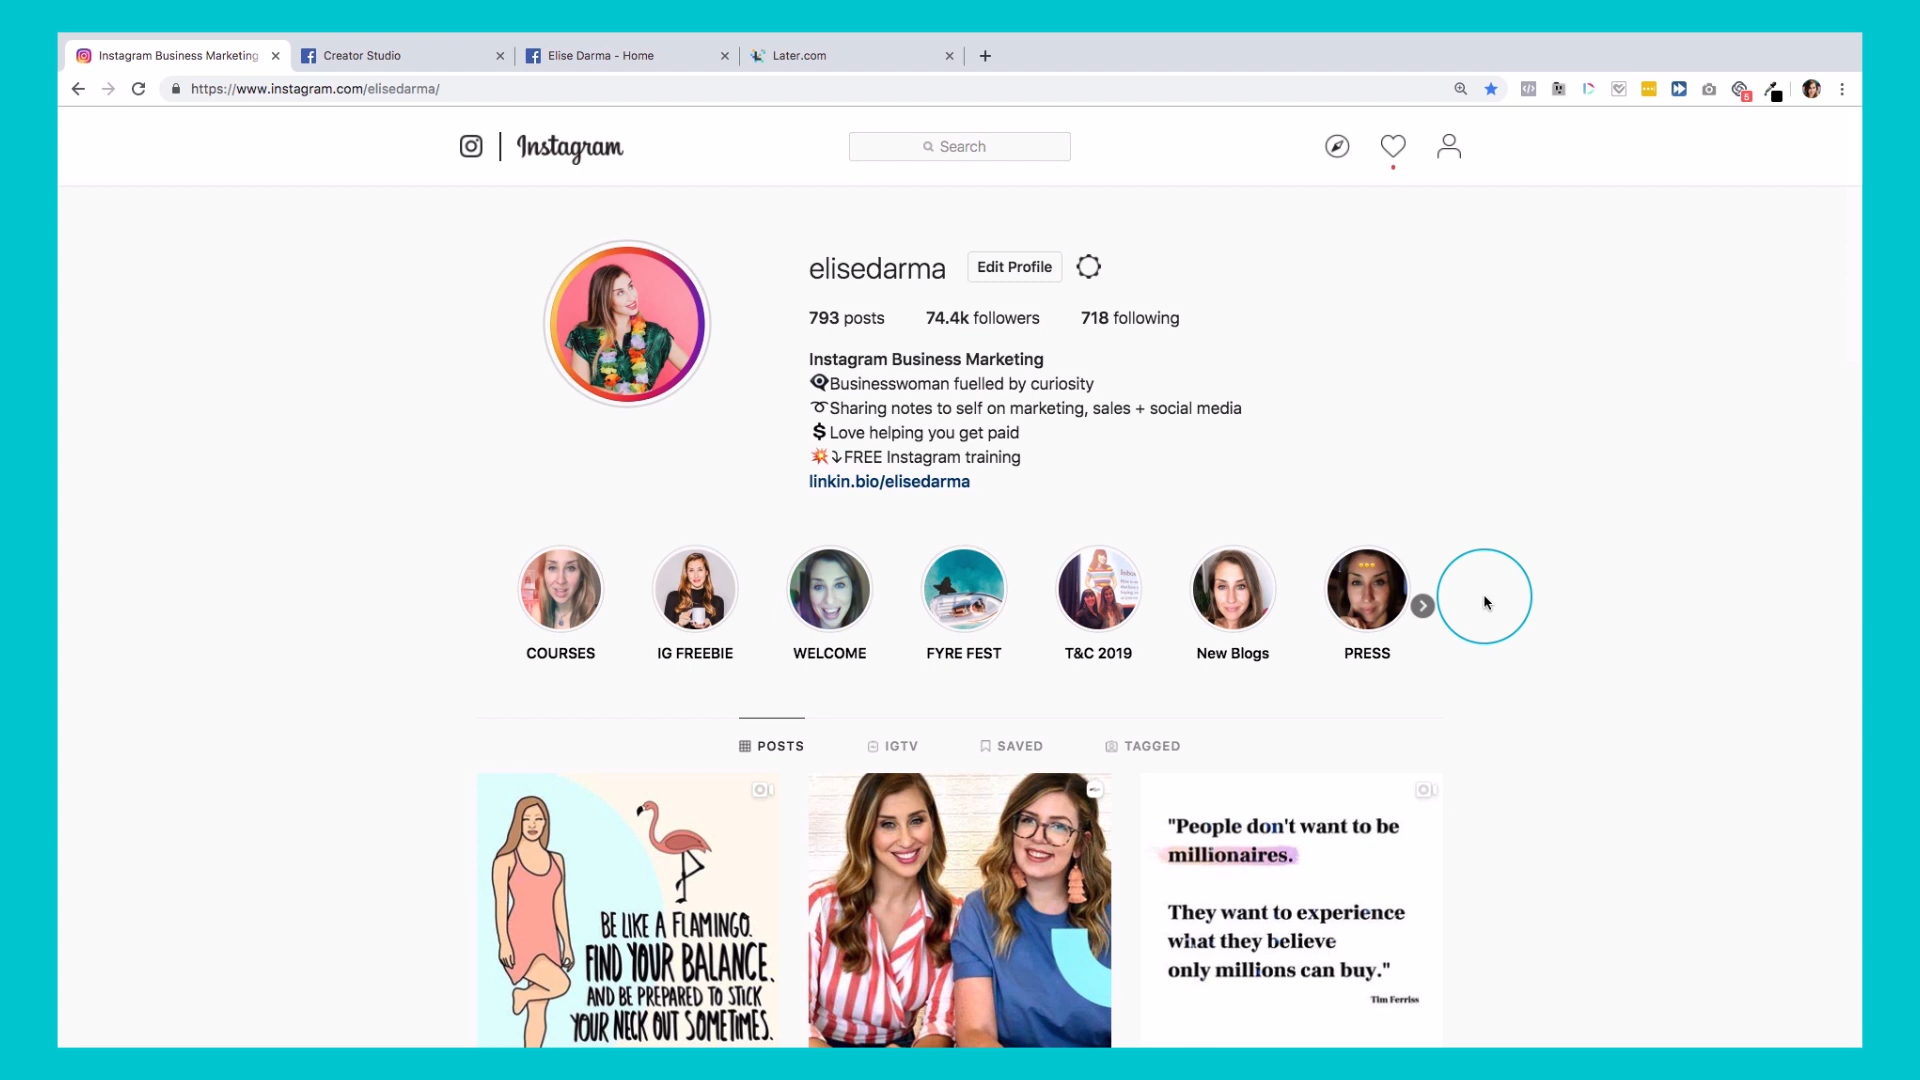 Instagram Business Marketing
Creator Studio
Elise Darma - Home
Later.com
https://www.instagram.com/elisedarma/
5
Instagram
Search
elisedarma
Edit Profile
793 posts
74.4k followers
718 following
Instagram Business Marketing
Businesswoman fuelled by curiosity
Sharing notes to self on marketing, sales + social media
$ Love helping you get paid
FREE Instagram training
linkin.bio/elisedarma
COURSES
IG FREEBIE
WELCOME
FYRE FEST
T&C 2019
New Blogs
PRESS
POSTS
IGTV
SAVED
TAGGED
BE LIKE A FLAMINGO.
FIND YOUR BALANCE.
AND BE PREPARED TO STICK
YOUR NECK OUT SOMETIMES.
"People don't want to be
millionaires.
They want to experience
what they believe
only millions can buy."
Tim Ferriss